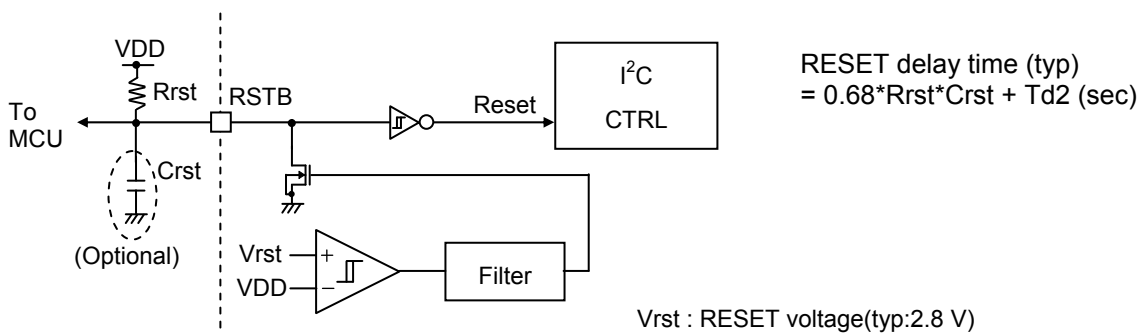 VDD
Rrst
RSTB
To
MCU
Crst
(Optional)
Reset
I²C
CTRL
RESET delay time (typ)
= 0.68*Rrst*Crst + Td2 (sec)
Vrst
+
VDD
−
Filter
Vrst : RESET voltage(typ:2.8 V)